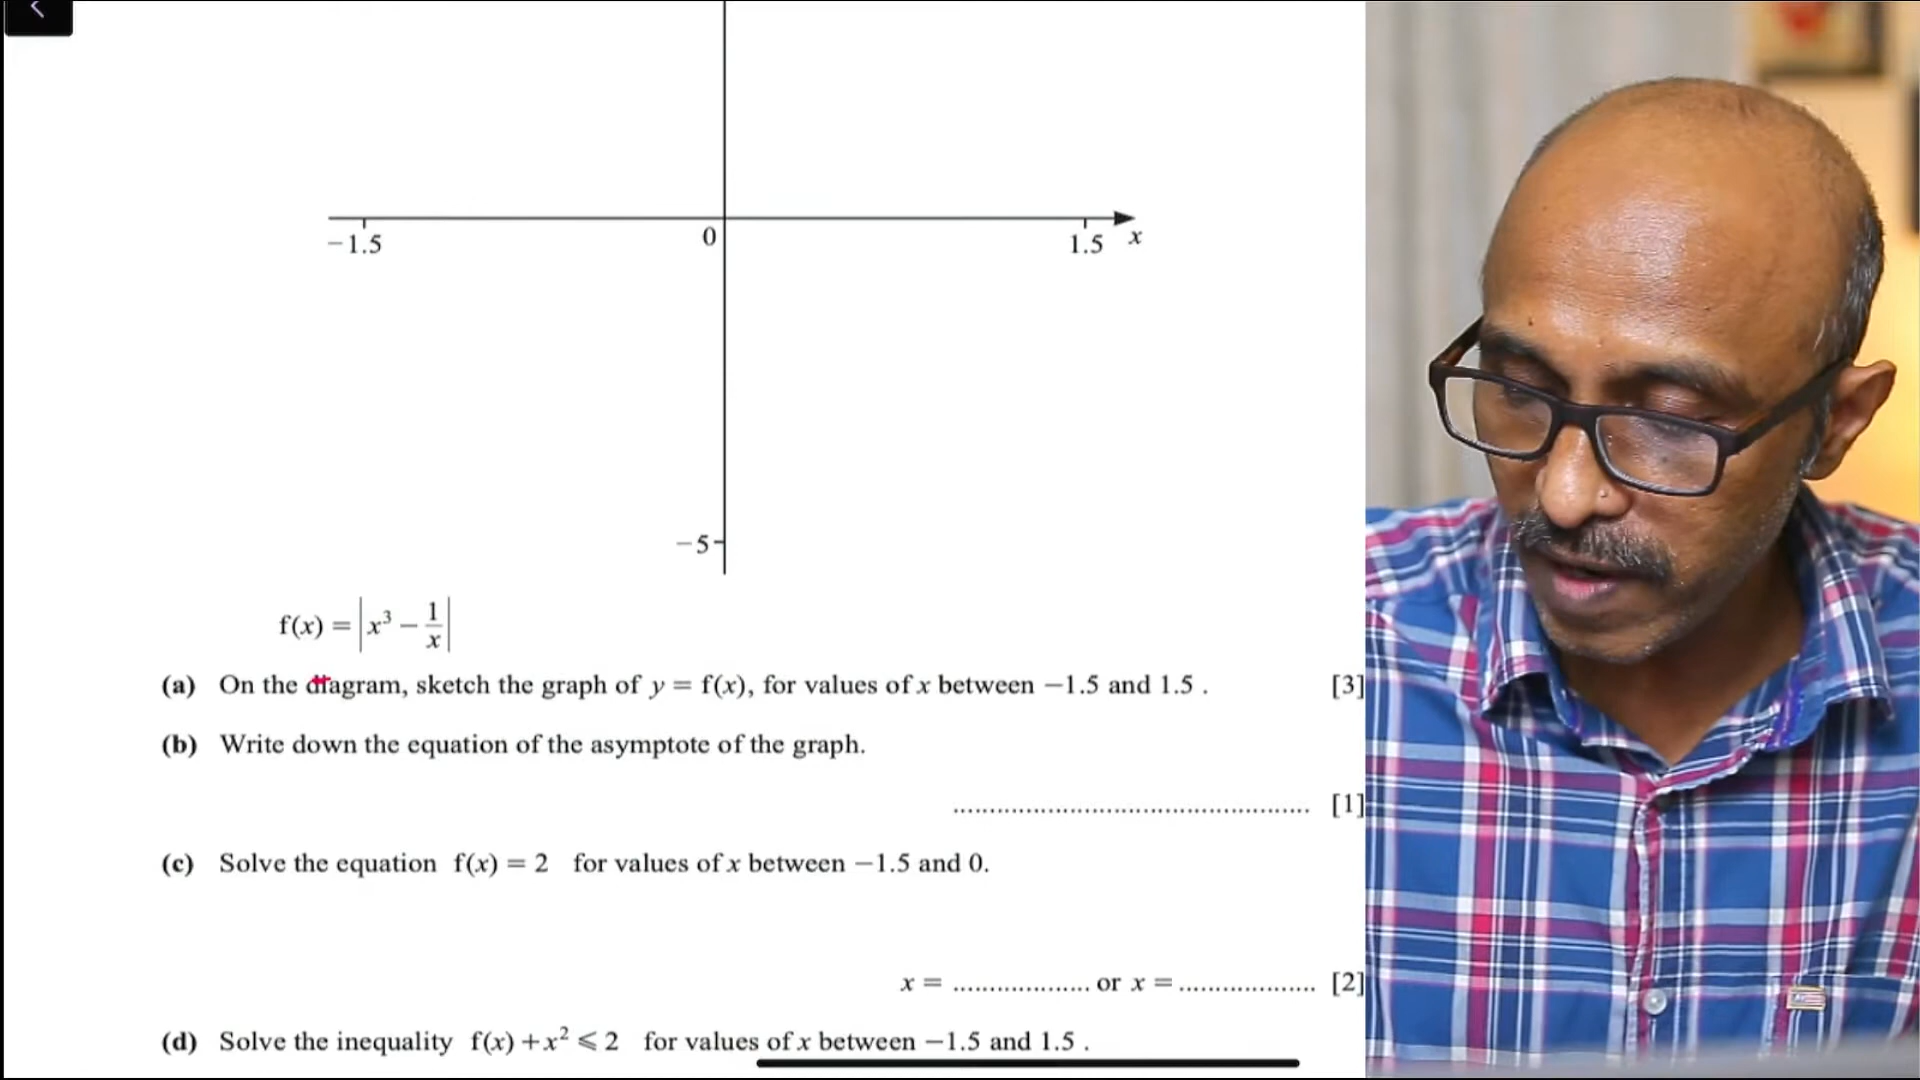 -1.5
0
1.5
x
-5
f(x) = |x³ − 1/x|
(a) On the diagram, sketch the graph of y = f(x), for values of x between −1.5 and 1.5 . [3]
(b) Write down the equation of the asymptote of the graph.
................................................. [1]
(c) Solve the equation f(x) = 2 for values of x between −1.5 and 0.
x = ................... or x = ................... [2]
(d) Solve the inequality f(x) + x² ⩽ 2 for values of x between −1.5 and 1.5 .